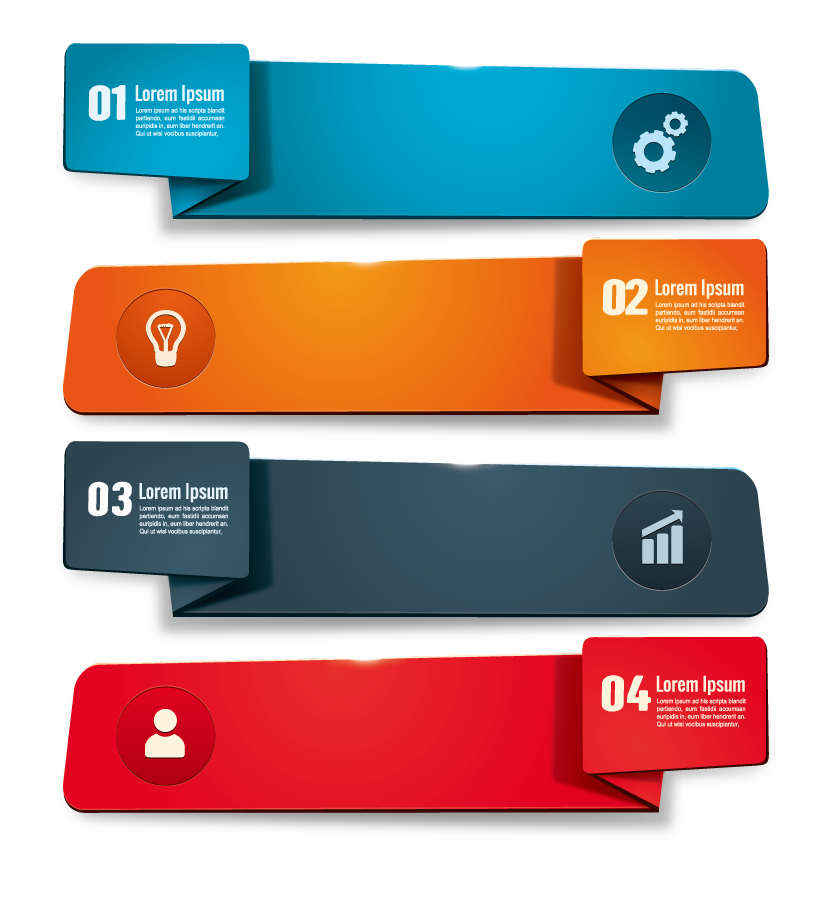 01
Lorem Ipsum
Lorem ipsum ad his scripta blandit
partiendo, eum fastidii accumsan
euripidis in, eum liber hendrerit an.
Qui ut wisi vocibus suscipiantur,
02
Lorem Ipsum
Lorem ipsum ad his scripta blandit
partiendo, eum fastidii accumsan
euripidis in, eum liber hendrerit an.
Qui ut wisi vocibus suscipiantur,
03
Lorem Ipsum
Lorem ipsum ad his scripta blandit
partiendo, eum fastidii accumsan
euripidis in, eum liber hendrerit an.
Qui ut wisi vocibus suscipiantur,
04
Lorem Ipsum
Lorem ipsum ad his scripta blandit
partiendo, eum fastidii accumsan
euripidis in, eum liber hendrerit an.
Qui ut wisi vocibus suscipiantur,